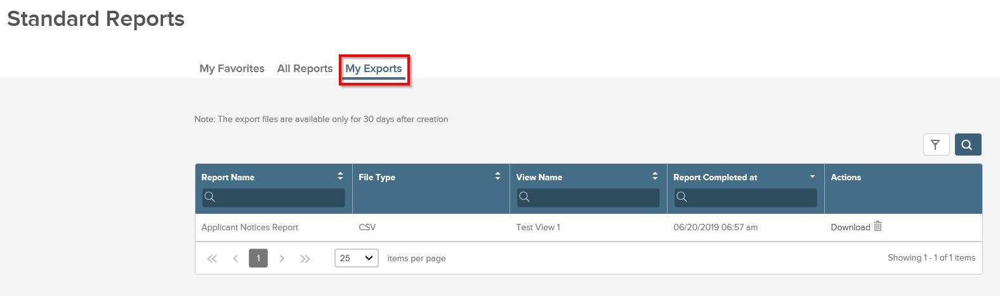 Standard Reports
My Favorites All Reports My Exports
Note: The export files are available only for 30 days after creation
Report Name File Type View Name Report Completed at Actions
Applicant Notices Report CSV Test View 1 06/20/2019 06:57 am Download
1 25 items per page Showing 1 - 1 of 1 items